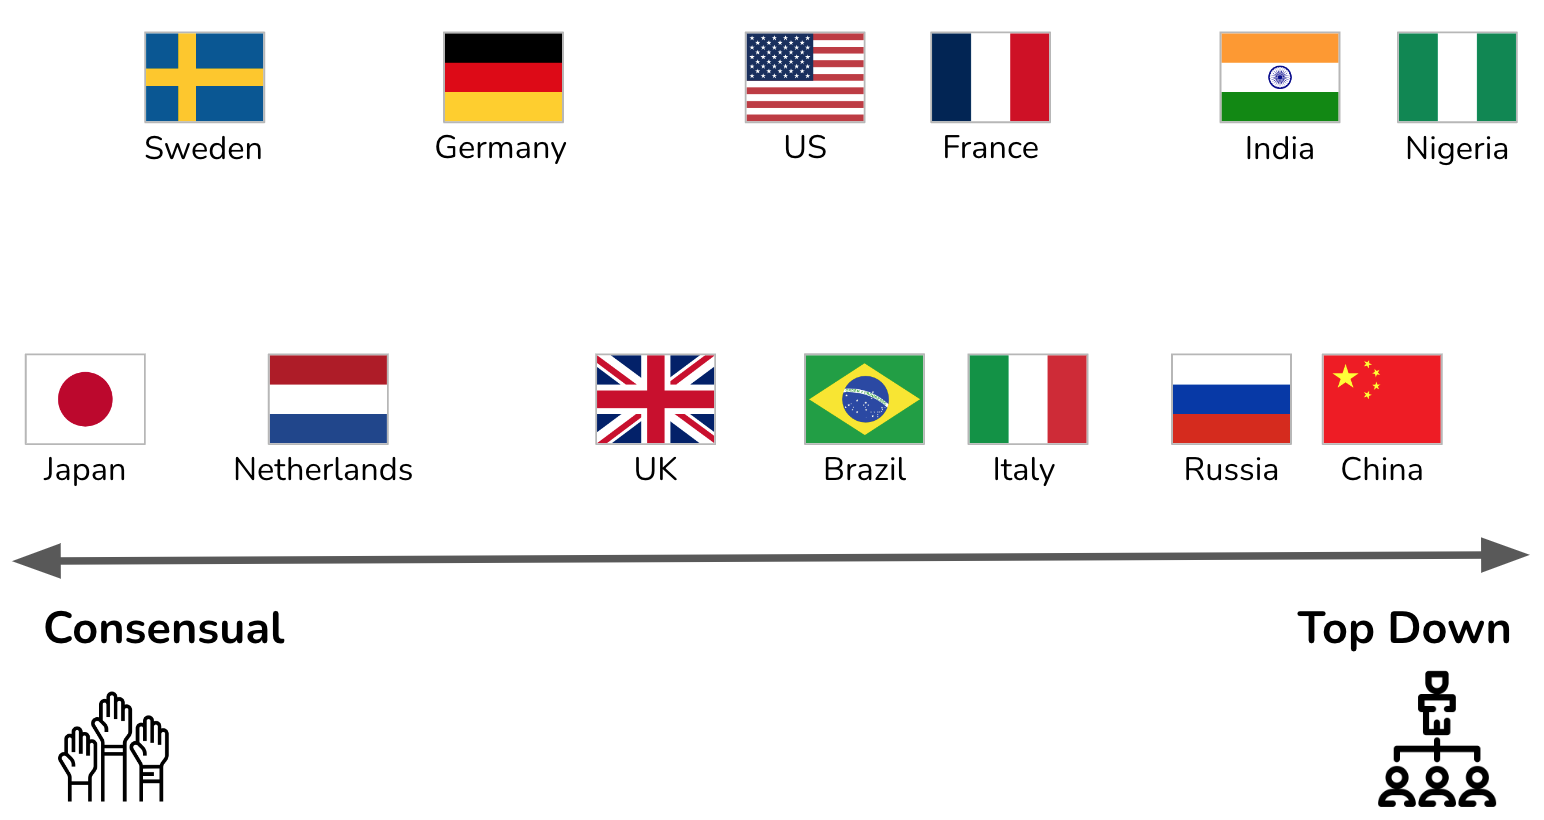 Sweden
Germany
US
France
India
Nigeria
Japan
Netherlands
UK
Brazil
Italy
Russia
China
Consensual
Top Down